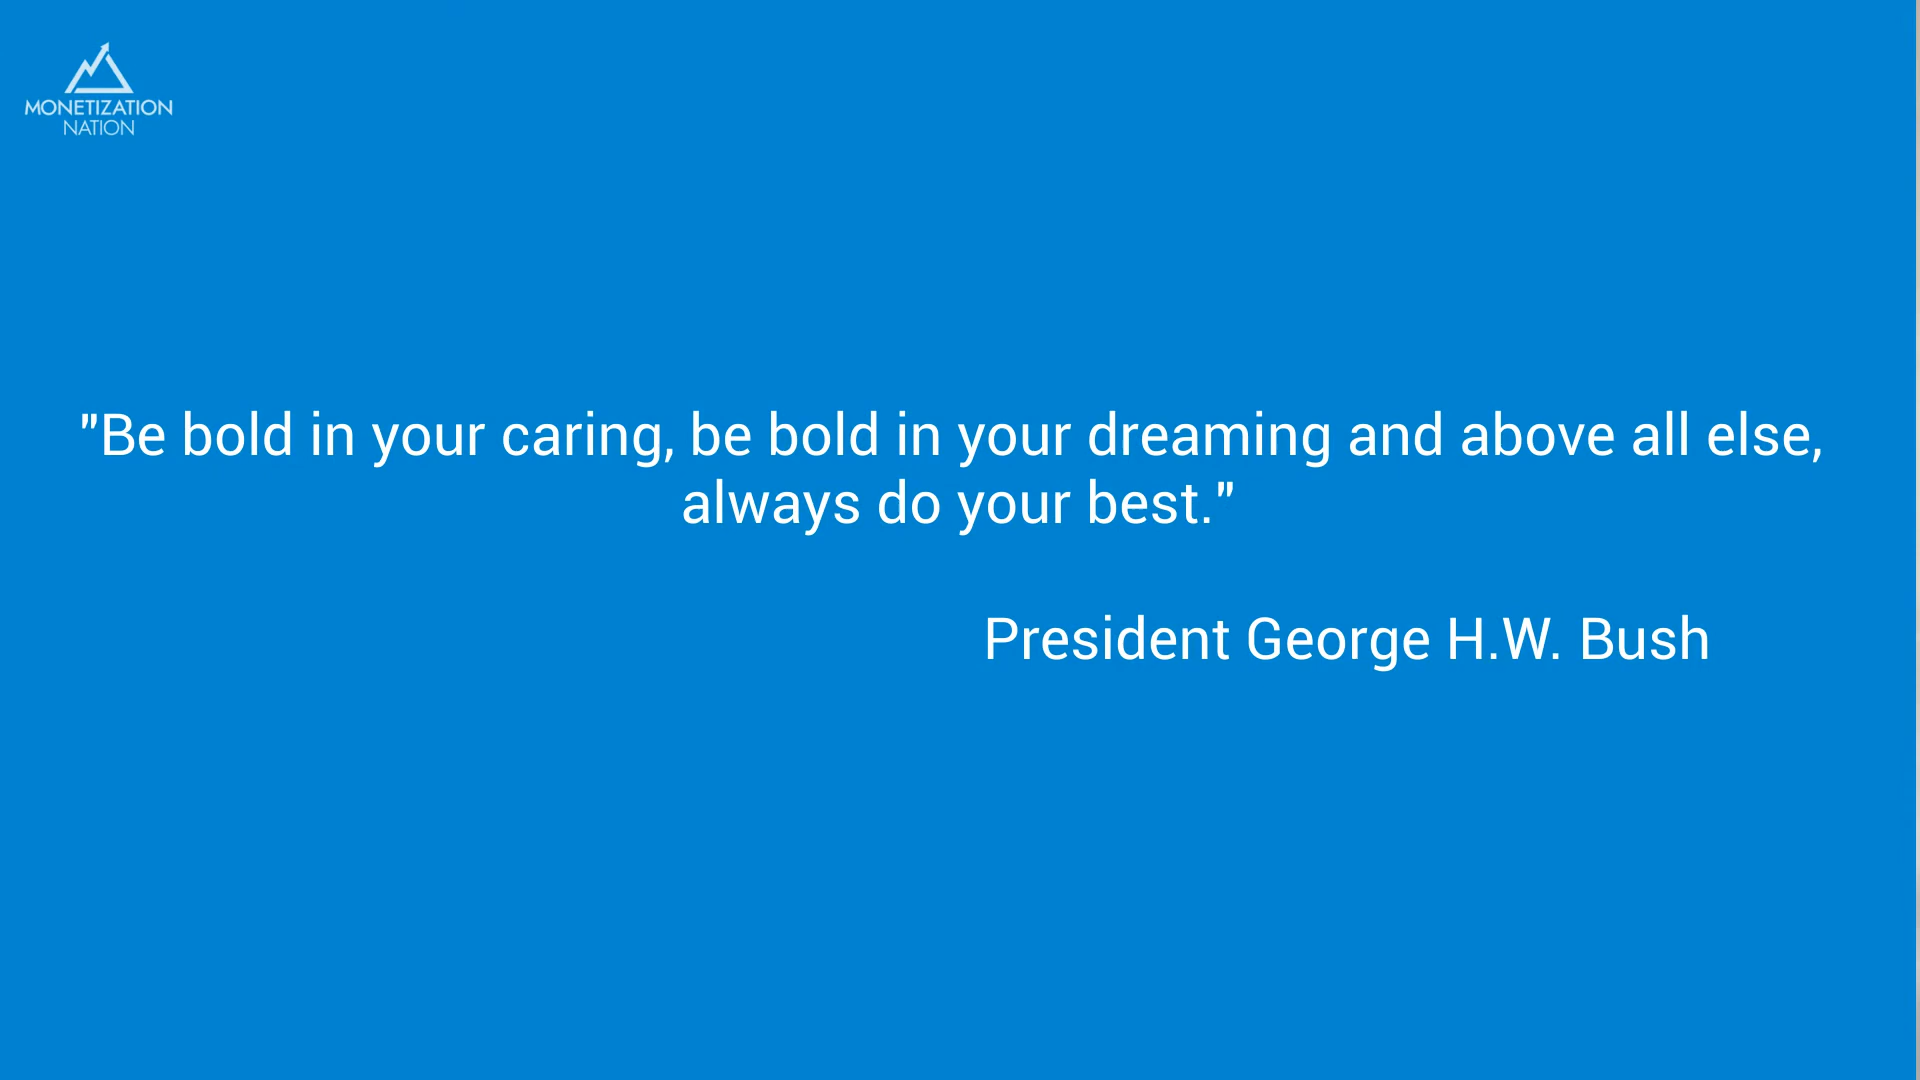 MONETIZATION
NATION
"Be bold in your caring, be bold in your dreaming and above all else,
always do your best."
President George H.W. Bush